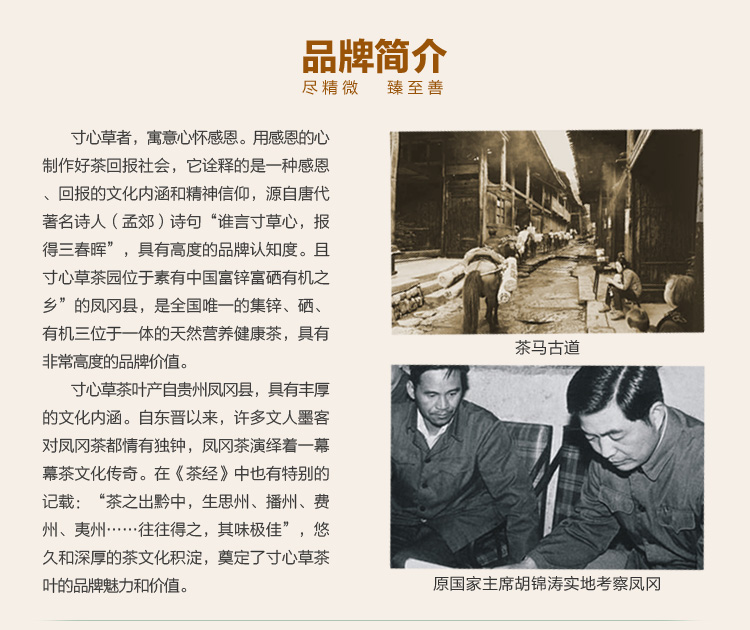 品牌简介
尽精微 臻至善
寸心草者，寓意心怀感恩。用感恩的心
制作好茶回报社会，它诠释的是一种感恩
、回报的文化内涵和精神信仰，源自唐代
著名诗人（孟郊）诗句“谁言寸草心，报
得三春晖”，具有高度的品牌认知度。且
寸心草茶园位于素有中国富锌富硒有机之
乡”的凤冈县，是全国唯一的集锌、硒、
有机三位于一体的天然营养健康茶，具有
非常高度的品牌价值。
寸心草茶叶产自贵州凤冈县，具有丰厚
的文化内涵。自东晋以来，许多文人墨客
对凤冈茶都情有独钟，凤冈茶演绎着一幕
幕茶文化传奇。在《茶经》中也有特别的
记载：“茶之出黔中，生思州、播州、费
州、夷州……往往得之，其味极佳”，悠
久和深厚的茶文化积淀，奠定了寸心草茶
叶的品牌魅力和价值。
茶马古道
原国家主席胡锦涛实地考察凤冈